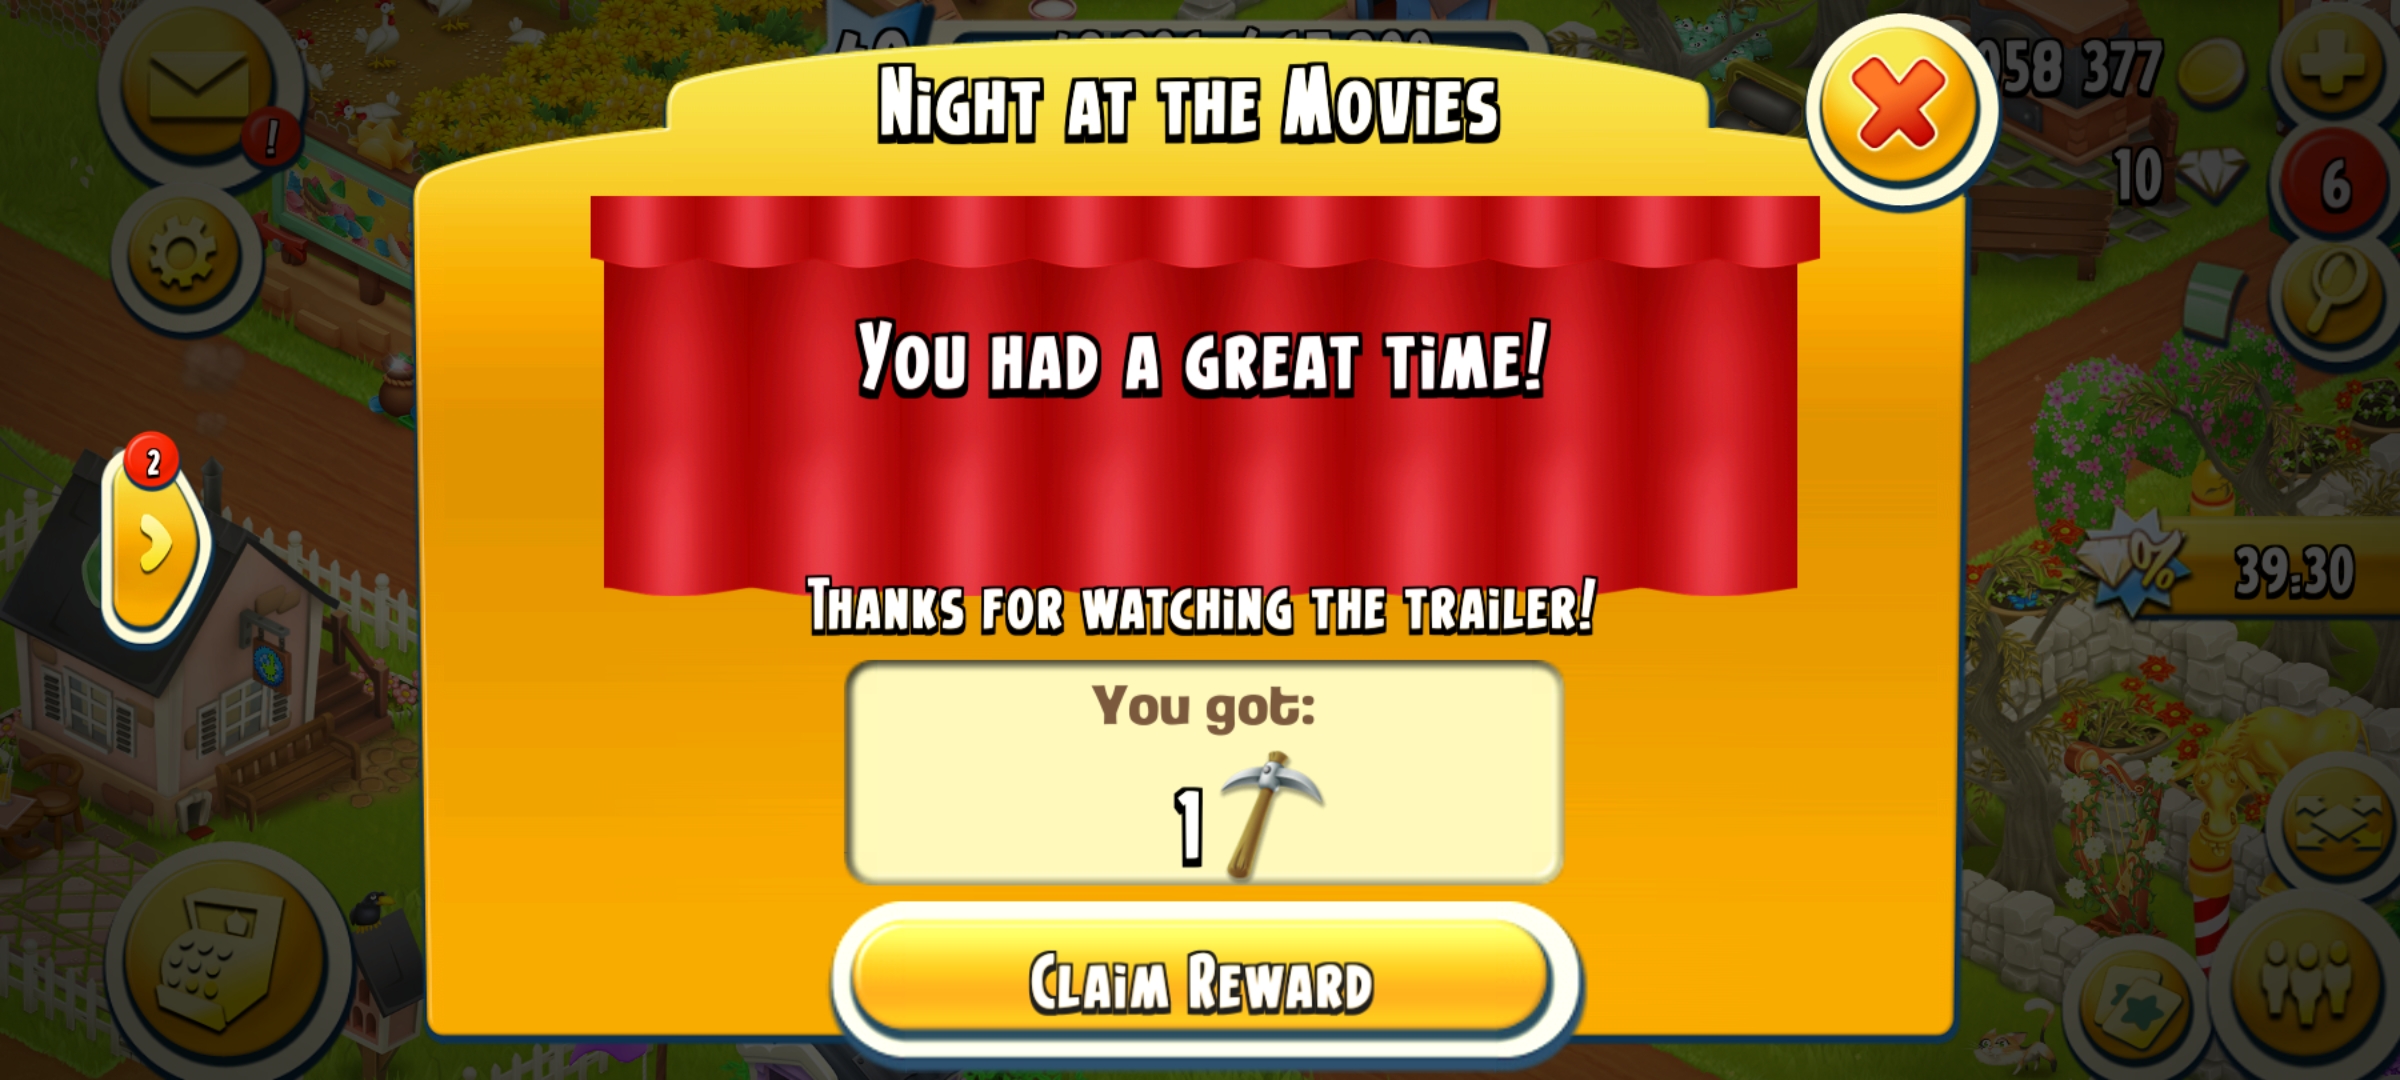 Night at the Movies
058 377
!
10
6
You had a great time!
2
39:30
Thanks for watching the trailer!
You got:
1
Claim Reward